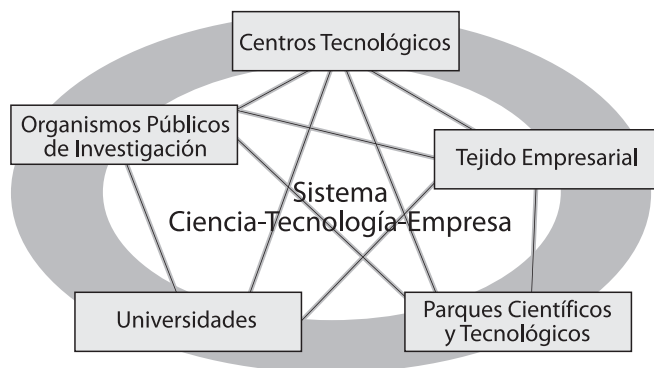 Centros Tecnológicos
Organismos Públicos
de Investigación
Tejido Empresarial
Sistema
Ciencia-Tecnología-Empresa
Universidades
Parques Científicos
y Tecnológicos